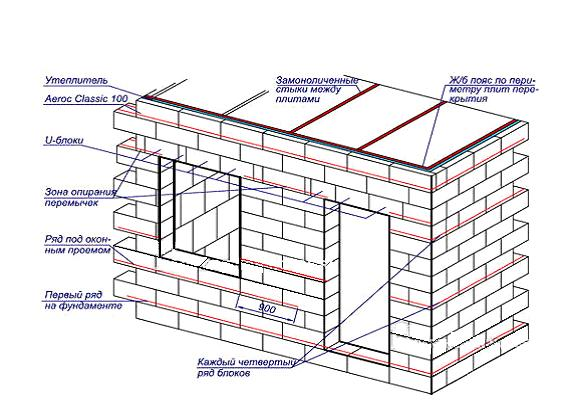 Утеплитель
Aeroc Classic 100
U-блоки
Зона опирания
перемычек
Ряд под окон-
ным проемом
Первый ряд
на фундаменте
Замоноличенные
стыки между
плитами
Ж/б пояс по пери-
метру плит пере-
крытия
900
Каждый четвертый
ряд блоков